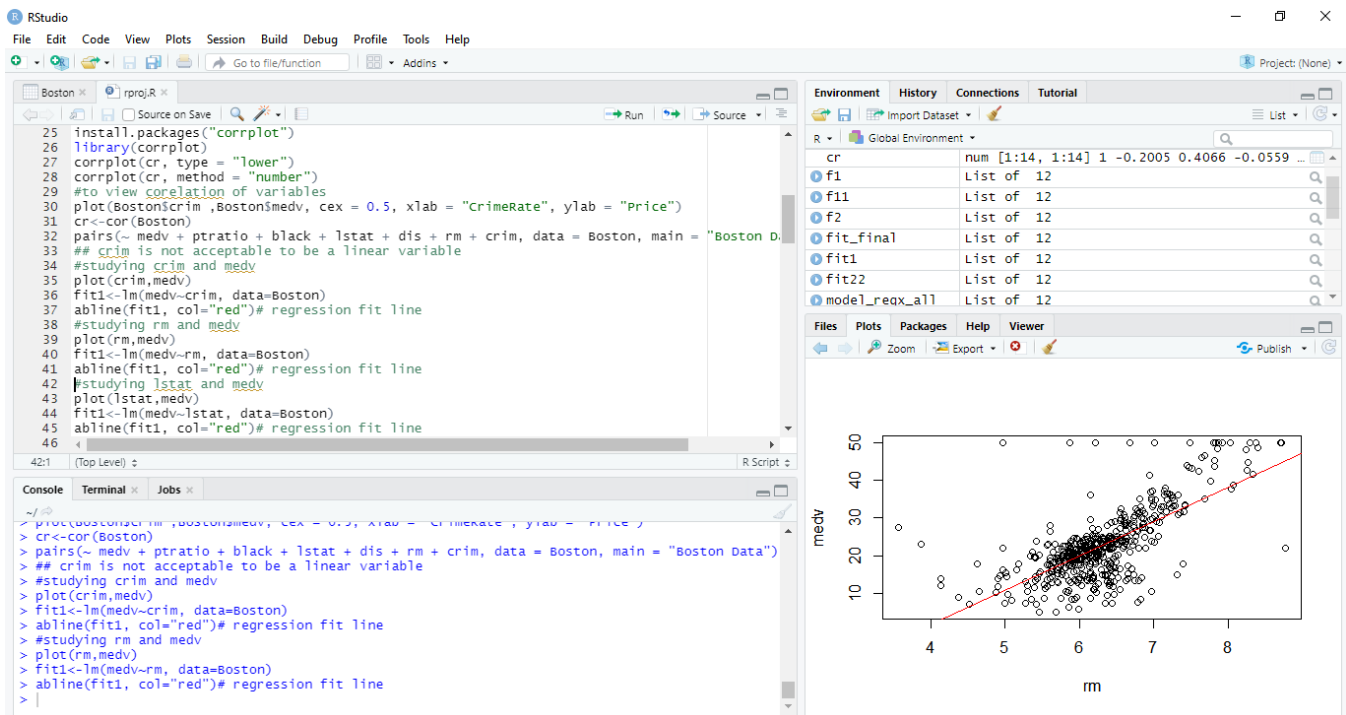 RStudio
File Edit Code View Plots Session Build Debug Profile Tools Help
Go to file/function Addins Project: (None)
Boston rproj.R
Source on Save Run Source
25 install.packages("corrplot")
26 library(corrplot)
27 corrplot(cr, type = "lower")
28 corrplot(cr, method = "number")
29 #to view corelation of variables
30 plot(Boston$crim ,Boston$medv, cex = 0.5, xlab = "CrimeRate", ylab = "Price")
31 cr<-cor(Boston)
32 pairs(~ medv + ptratio + black + lstat + dis + rm + crim, data = Boston, main = "Boston Da
33 ## crim is not acceptable to be a linear variable
34 #studying crim and medv
35 plot(crim,medv)
36 fit1<-lm(medv~crim, data=Boston)
37 abline(fit1, col="red")# regression fit line
38 #studying rm and medv
39 plot(rm,medv)
40 fit1<-lm(medv~rm, data=Boston)
41 abline(fit1, col="red")# regression fit line
42 #studying lstat and medv
43 plot(lstat,medv)
44 fit1<-lm(medv~lstat, data=Boston)
45 abline(fit1, col="red")# regression fit line
46
42:1 (Top Level) R Script
Console Terminal Jobs
~/
> plot(Boston$crim ,Boston$medv, cex = 0.5, xlab = "CrimeRate", ylab = "Price")
> cr<-cor(Boston)
> pairs(~ medv + ptratio + black + lstat + dis + rm + crim, data = Boston, main = "Boston Data")
> ## crim is not acceptable to be a linear variable
> #studying crim and medv
> plot(crim,medv)
> fit1<-lm(medv~crim, data=Boston)
> abline(fit1, col="red")# regression fit line
> #studying rm and medv
> plot(rm,medv)
> fit1<-lm(medv~rm, data=Boston)
> abline(fit1, col="red")# regression fit line
>
Environment History Connections Tutorial
Import Dataset List
R Global Environment
cr num [1:14, 1:14] 1 -0.2005 0.4066 -0.0559 ...
f1 List of 12
f11 List of 12
f2 List of 12
fit_final List of 12
fit1 List of 12
fit22 List of 12
model_regx_all List of 12
Files Plots Packages Help Viewer
Zoom Export Publish
medv
50
40
30
20
10
4 5 6 7 8
rm